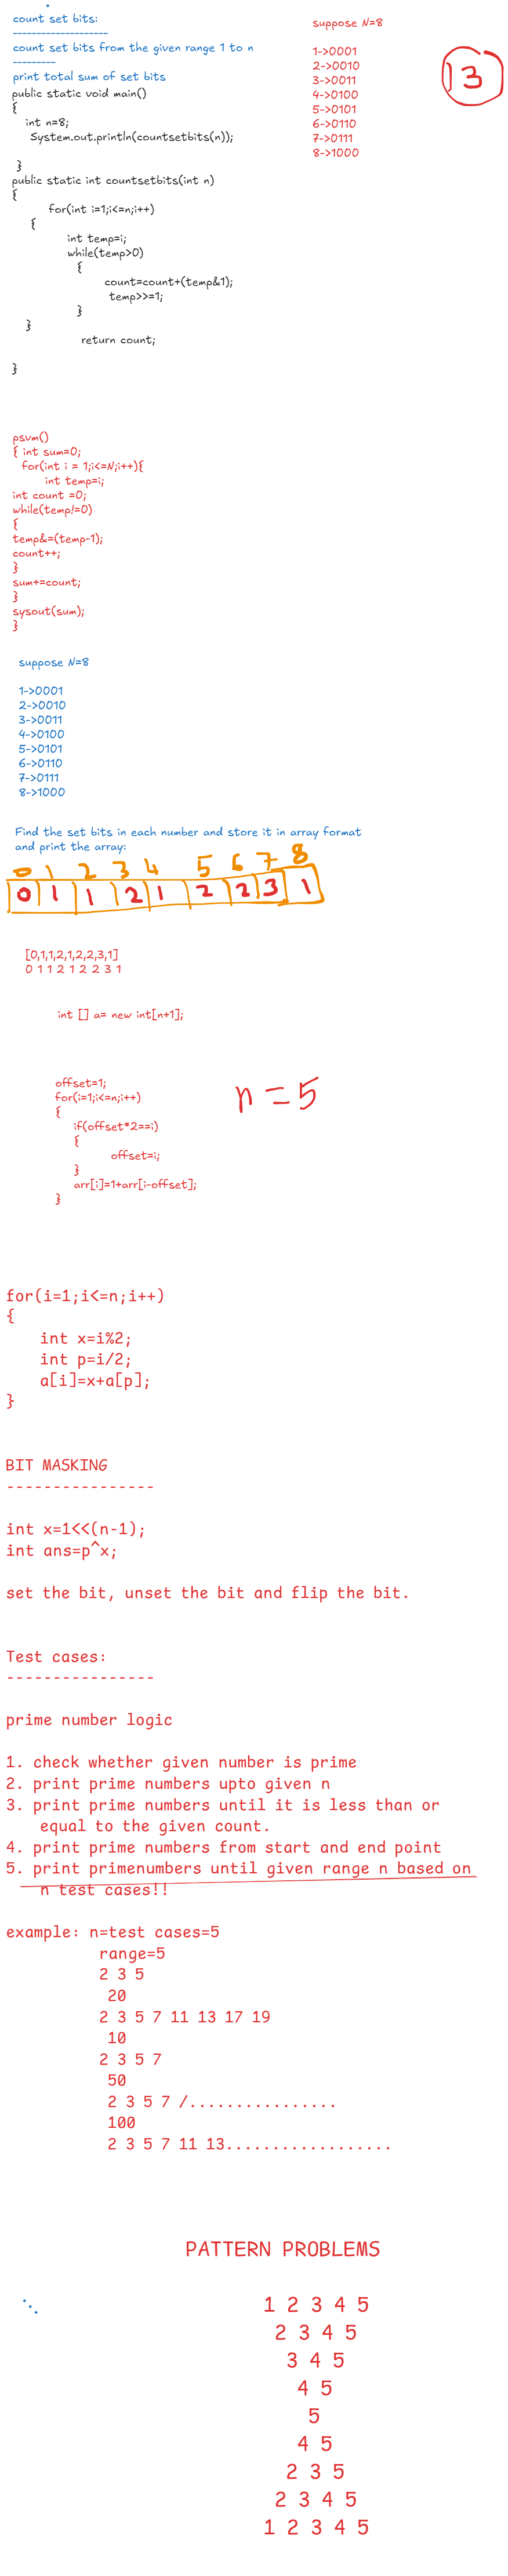 count set bits:
--------------------
count set bits from the given range 1 to n
---------
print total sum of set bits
public static void main()
{
int n=8;
System.out.println(countsetbits(n));
}
public static int countsetbits(int n)
{
for(int i=1;i<=n;i++)
{
int temp=i;
while(temp>0)
{
count=count+(temp&1);
temp>>=1;
}
}
return count;
}
suppose N=8
1->0001
2->0010
3->0011
4->0100
5->0101
6->0110
7->0111
8->1000
13
psvm()
{ int sum=0;
for(int i = 1;i<=N;i++){
int temp=i;
int count =0;
while(temp!=0)
{
temp&=(temp-1);
count++;
}
sum+=count;
}
sysout(sum);
}
suppose N=8
1->0001
2->0010
3->0011
4->0100
5->0101
6->0110
7->0111
8->1000
Find the set bits in each number and store it in array format
and print the array:
0 1 2 3 4 5 6 7 8
0 1 1 2 1 2 2 3 1
[0,1,1,2,1,2,2,3,1]
0 1 1 2 1 2 2 3 1
int [] a= new int[n+1];
offset=1;
for(i=1;i<=n;i++)
{
if(offset*2==i)
{
offset=i;
}
arr[i]=1+arr[i-offset];
}
n=5
for(i=1;i<=n;i++)
{
int x=i%2;
int p=i/2;
a[i]=x+a[p];
}
BIT MASKING
----------------
int x=1<<(n-1);
int ans=p^x;
set the bit, unset the bit and flip the bit.
Test cases:
----------------
prime number logic
1. check whether given number is prime
2. print prime numbers upto given n
3. print prime numbers until it is less than or
equal to the given count.
4. print prime numbers from start and end point
5. print primenumbers until given range n based on
n test cases!!
example: n=test cases=5
range=5
2 3 5
20
2 3 5 7 11 13 17 19
10
2 3 5 7
50
2 3 5 7 /................
100
2 3 5 7 11 13..................
PATTERN PROBLEMS
1 2 3 4 5
2 3 4 5
3 4 5
4 5
5
4 5
2 3 5
2 3 4 5
1 2 3 4 5